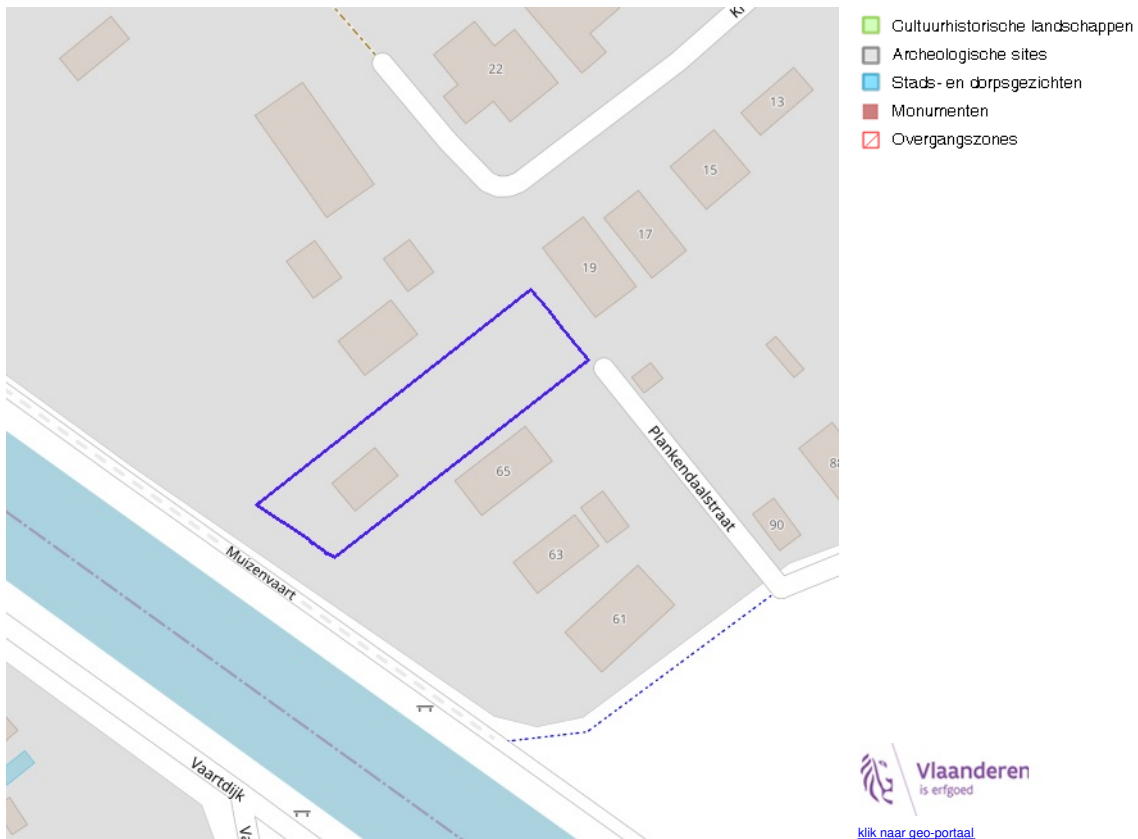 Cultuurhistorische landschappen
Archeologische sites
Stads- en dorpsgezichten
Monumenten
Overgangszones
22
13
15
17
19
65
63
61
90
Plankendaalstraat
Muizenvaart
Vaartdijk
Vlaanderen
is erfgoed
klik naar geo-portaal